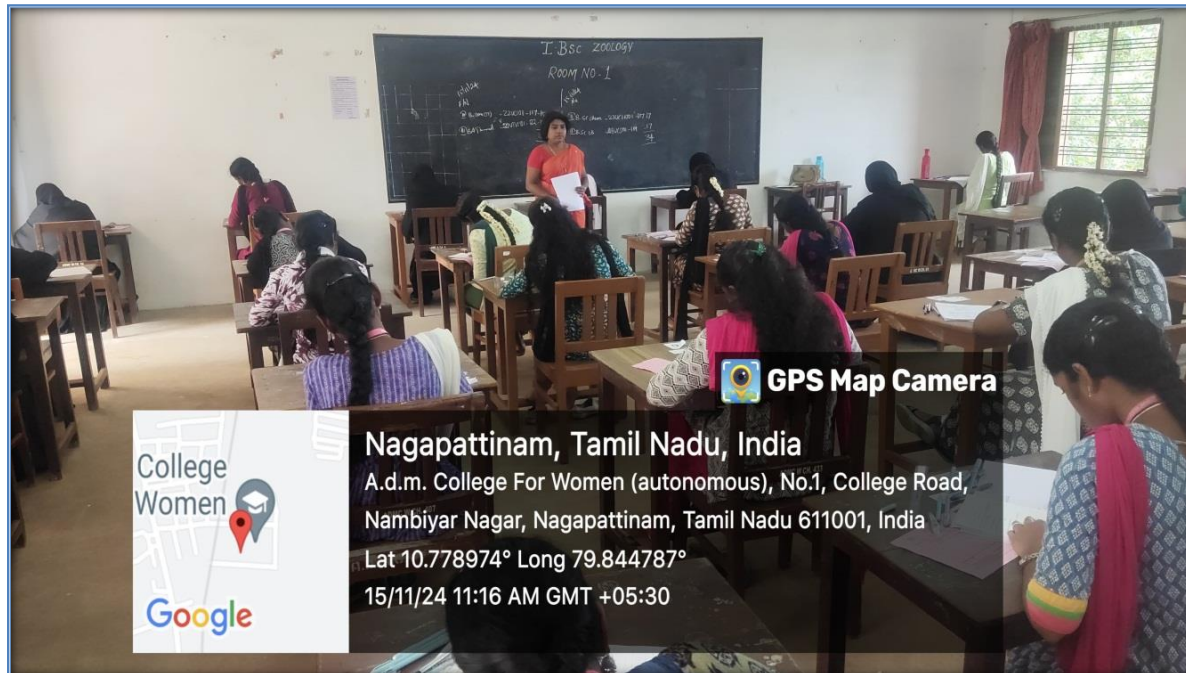 I-BSC ZOOLOGY
ROOM NO-1
GPS Map Camera
College
Women
Google
Nagapattinam, Tamil Nadu, India
A.d.m. College For Women (autonomous), No.1, College Road,
Nambiyar Nagar, Nagapattinam, Tamil Nadu 611001, India
Lat 10.778974° Long 79.844787°
15/11/24 11:16 AM GMT +05:30